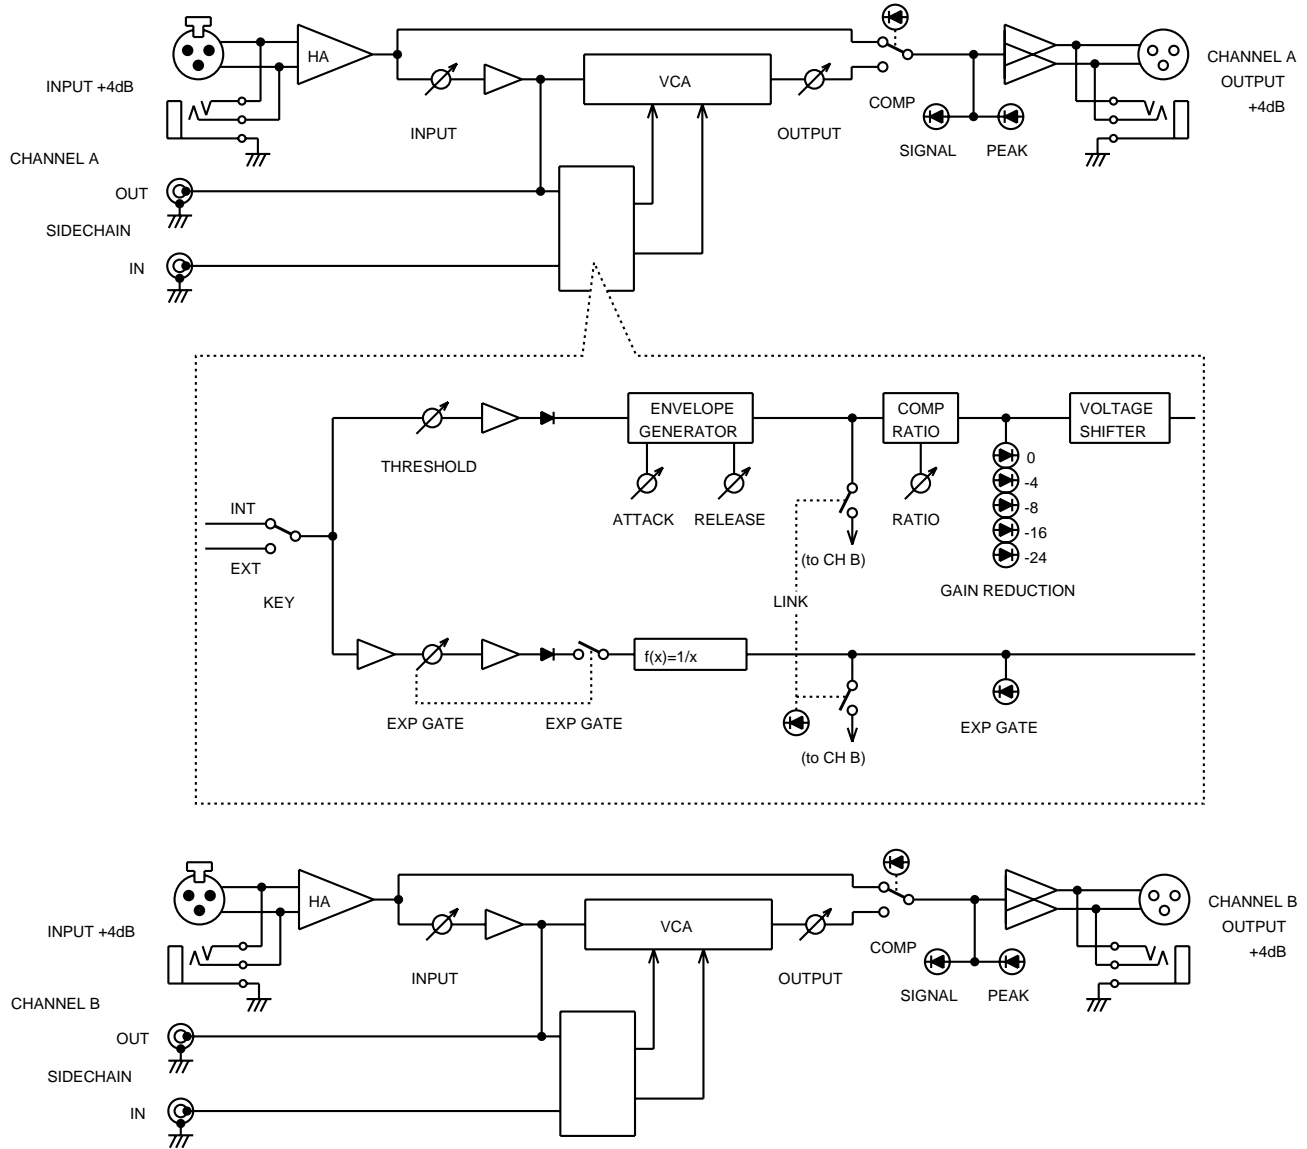 HA
INPUT +4dB
INPUT
VCA
OUTPUT
COMP
SIGNAL
PEAK
CHANNEL A
OUTPUT
+4dB
CHANNEL A
OUT
SIDECHAIN
IN
ENVELOPE
GENERATOR
COMP
RATIO
VOLTAGE
SHIFTER
THRESHOLD
ATTACK
RELEASE
RATIO
0
-4
-8
-16
-24
GAIN REDUCTION
INT
EXT
KEY
(to CH B)
LINK
f(x)=1/x
EXP GATE
EXP GATE
(to CH B)
EXP GATE
HA
INPUT +4dB
INPUT
VCA
OUTPUT
COMP
SIGNAL
PEAK
CHANNEL B
OUTPUT
+4dB
CHANNEL B
OUT
SIDECHAIN
IN